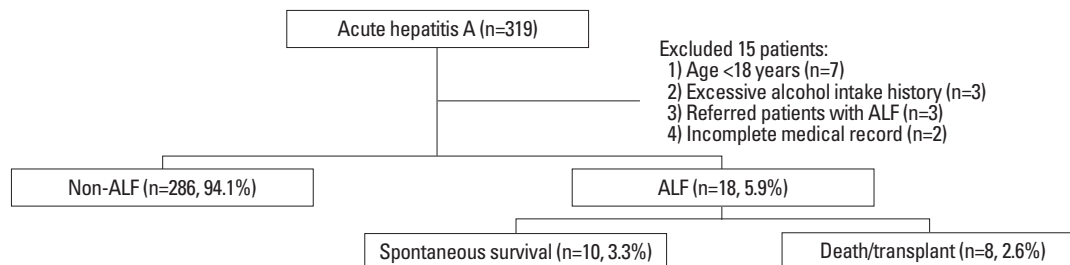 Acute hepatitis A (n=319)
Excluded 15 patients:
1) Age <18 years (n=7)
2) Excessive alcohol intake history (n=3)
3) Referred patients with ALF (n=3)
4) Incomplete medical record (n=2)
Non-ALF (n=286, 94.1%)
ALF (n=18, 5.9%)
Spontaneous survival (n=10, 3.3%)
Death/transplant (n=8, 2.6%)